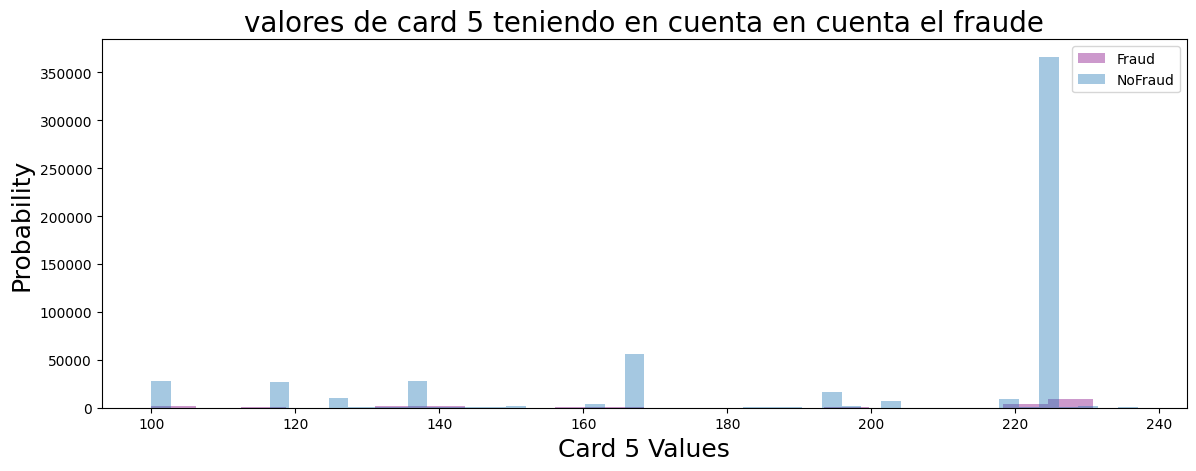 valores de card 5 teniendo en cuenta en cuenta el fraude
Fraud
NoFraud
350000
300000
250000
200000
150000
100000
50000
0
Probability
100 120 140 160 180 200 220 240
Card 5 Values